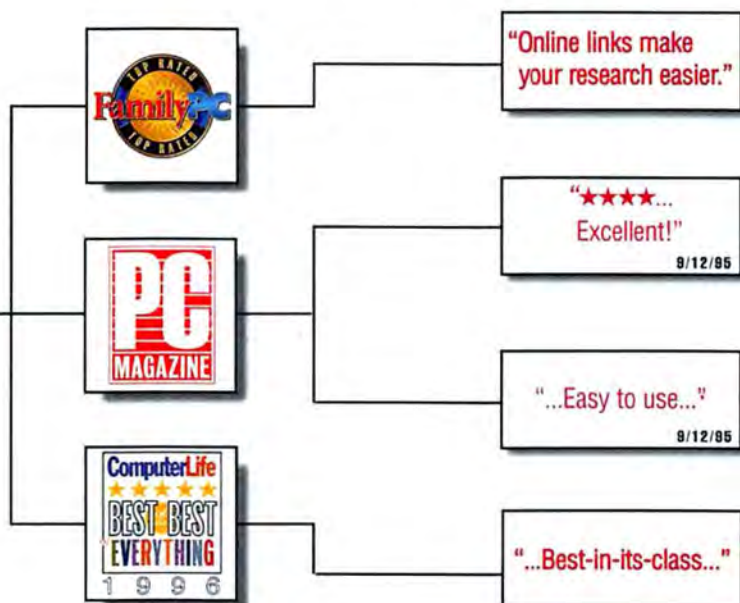 TOP RATED
FamilyPC
TOP RATED
“Online links make
your research easier.”
PC
MAGAZINE
“★★★★...
Excellent!”
9/12/95
“...Easy to use...”
9/12/95
ComputerLife
★★★★★
BEST OF BEST
EVERYTHING
1996
“...Best-in-its-class...”